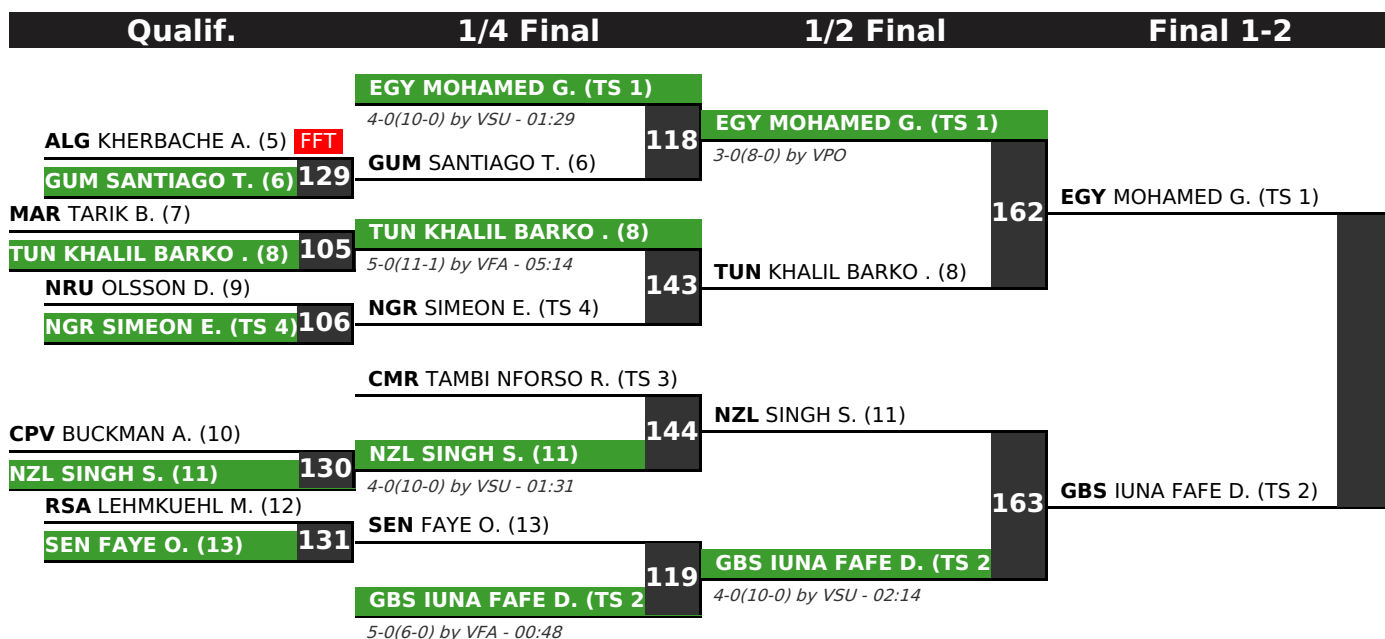 Qualif. 1/4 Final 1/2 Final Final 1-2
EGY MOHAMED G. (TS 1)
4-0(10-0) by VSU - 01:29
118
GUM SANTIAGO T. (6)
ALG KHERBACHE A. (5) FFT
GUM SANTIAGO T. (6) 129
MAR TARIK B. (7)
TUN KHALIL BARKO . (8) 105
TUN KHALIL BARKO . (8)
5-0(11-1) by VFA - 05:14
143
NGR SIMEON E. (TS 4)
NRU OLSSON D. (9)
NGR SIMEON E. (TS 4) 106
CMR TAMBI NFORSO R. (TS 3)
144
NZL SINGH S. (11)
4-0(10-0) by VSU - 01:31
CPV BUCKMAN A. (10)
NZL SINGH S. (11) 130
RSA LEHMKUEHL M. (12)
SEN FAYE O. (13) 131
SEN FAYE O. (13)
119
GBS IUNA FAFE D. (TS 2
5-0(6-0) by VFA - 00:48
EGY MOHAMED G. (TS 1)
3-0(8-0) by VPO
162
TUN KHALIL BARKO . (8)
NZL SINGH S. (11)
163
GBS IUNA FAFE D. (TS 2
4-0(10-0) by VSU - 02:14
EGY MOHAMED G. (TS 1)
GBS IUNA FAFE D. (TS 2)